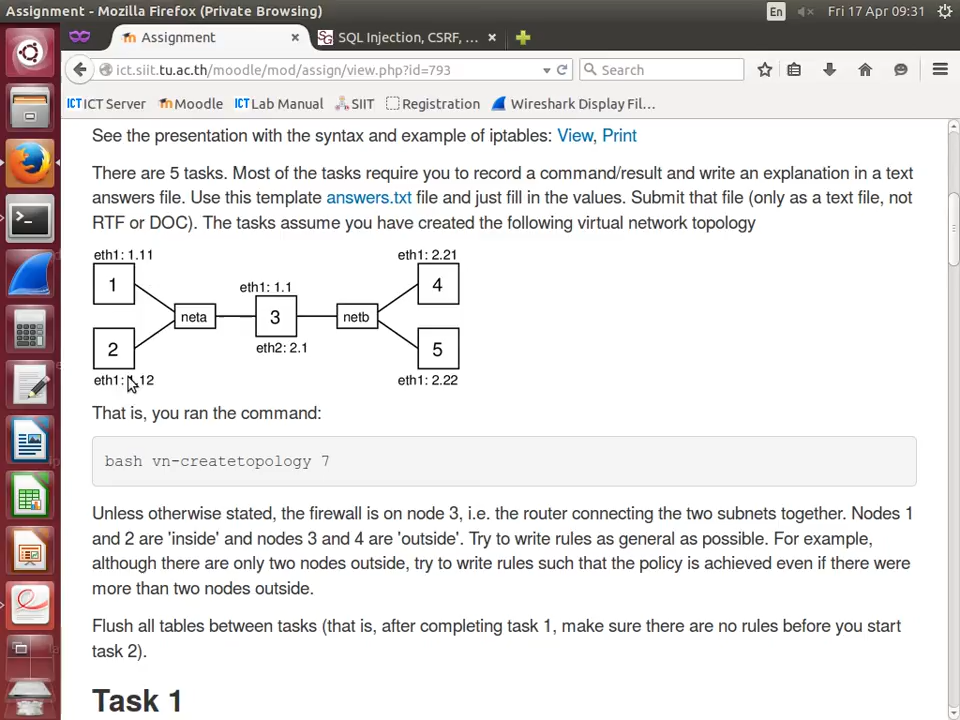 Assignment - Mozilla Firefox (Private Browsing)
En
Fri 17 Apr 09:31
Assignment
SQL Injection, CSRF, ...
ict.siit.tu.ac.th/moodle/mod/assign/view.php?id=793
Search
ICT ICT Server
Moodle
ICT Lab Manual
SIIT
Registration
Wireshark Display Fil...
See the presentation with the syntax and example of iptables: View, Print
There are 5 tasks. Most of the tasks require you to record a command/result and write an explanation in a text
answers file. Use this template answers.txt file and just fill in the values. Submit that file (only as a text file, not
RTF or DOC). The tasks assume you have created the following virtual network topology
eth1: 1.11
eth1: 2.21
1
eth1: 1.1
4
neta
3
netb
2
eth2: 2.1
5
eth1: 1.12
eth1: 2.22
That is, you ran the command:
bash vn-createtopology 7
Unless otherwise stated, the firewall is on node 3, i.e. the router connecting the two subnets together. Nodes 1
and 2 are 'inside' and nodes 3 and 4 are 'outside'. Try to write rules as general as possible. For example,
although there are only two nodes outside, try to write rules such that the policy is achieved even if there were
more than two nodes outside.
Flush all tables between tasks (that is, after completing task 1, make sure there are no rules before you start
task 2).
Task 1